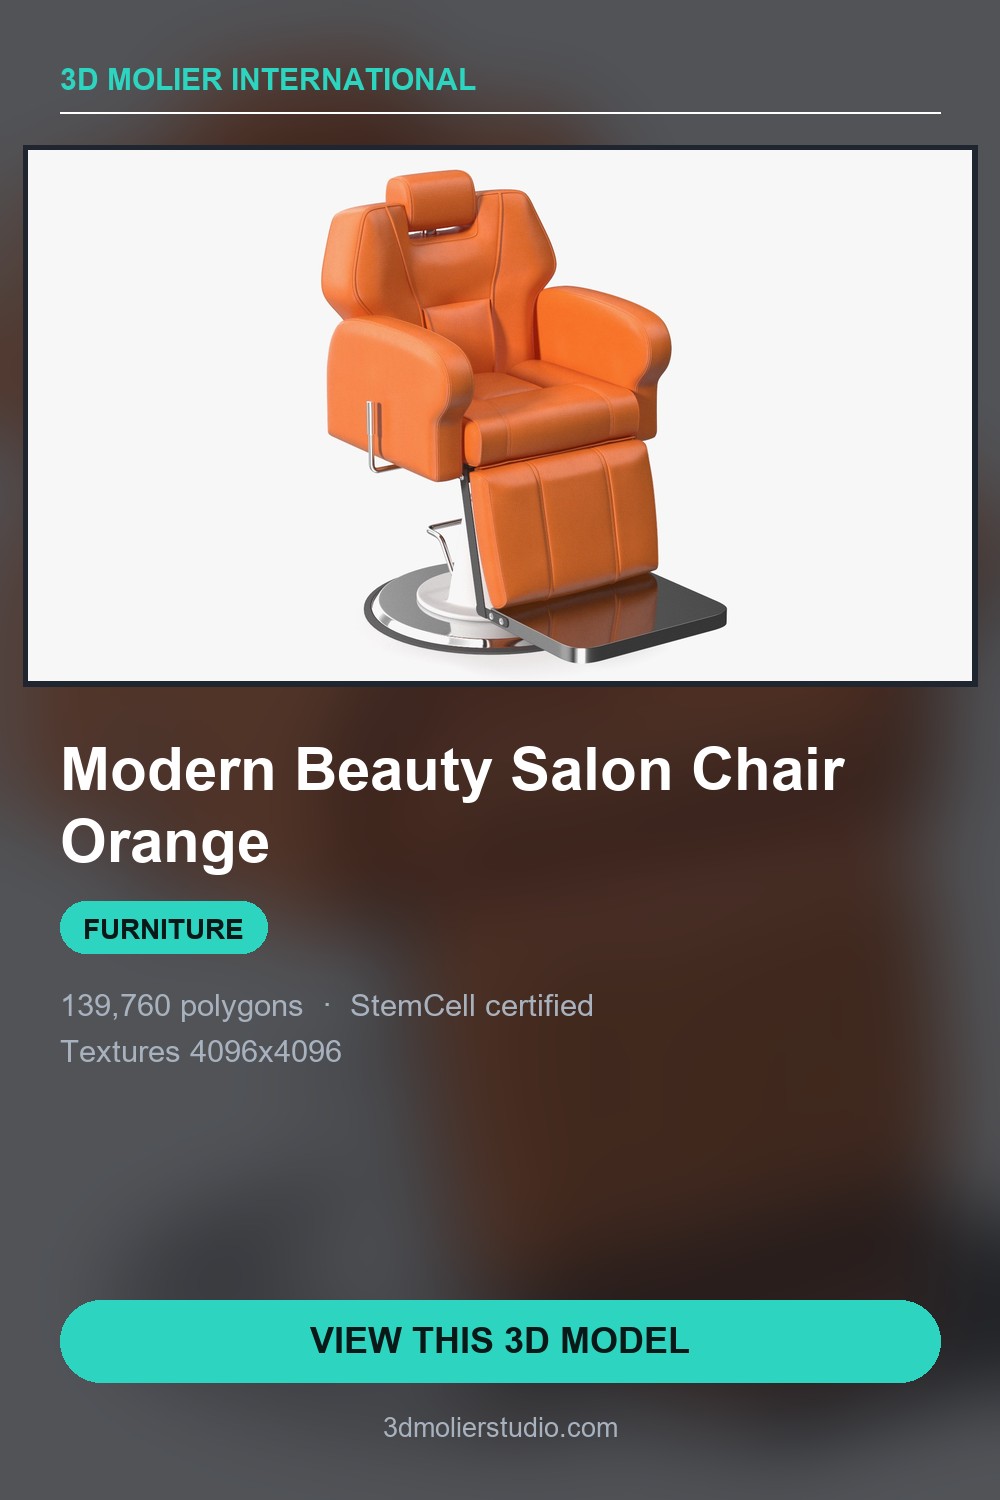 3D MOLIER INTERNATIONAL
Modern Beauty Salon Chair
Orange
FURNITURE
139,760 polygons · StemCell certified
Textures 4096x4096
VIEW THIS 3D MODEL
3dmolierstudio.com